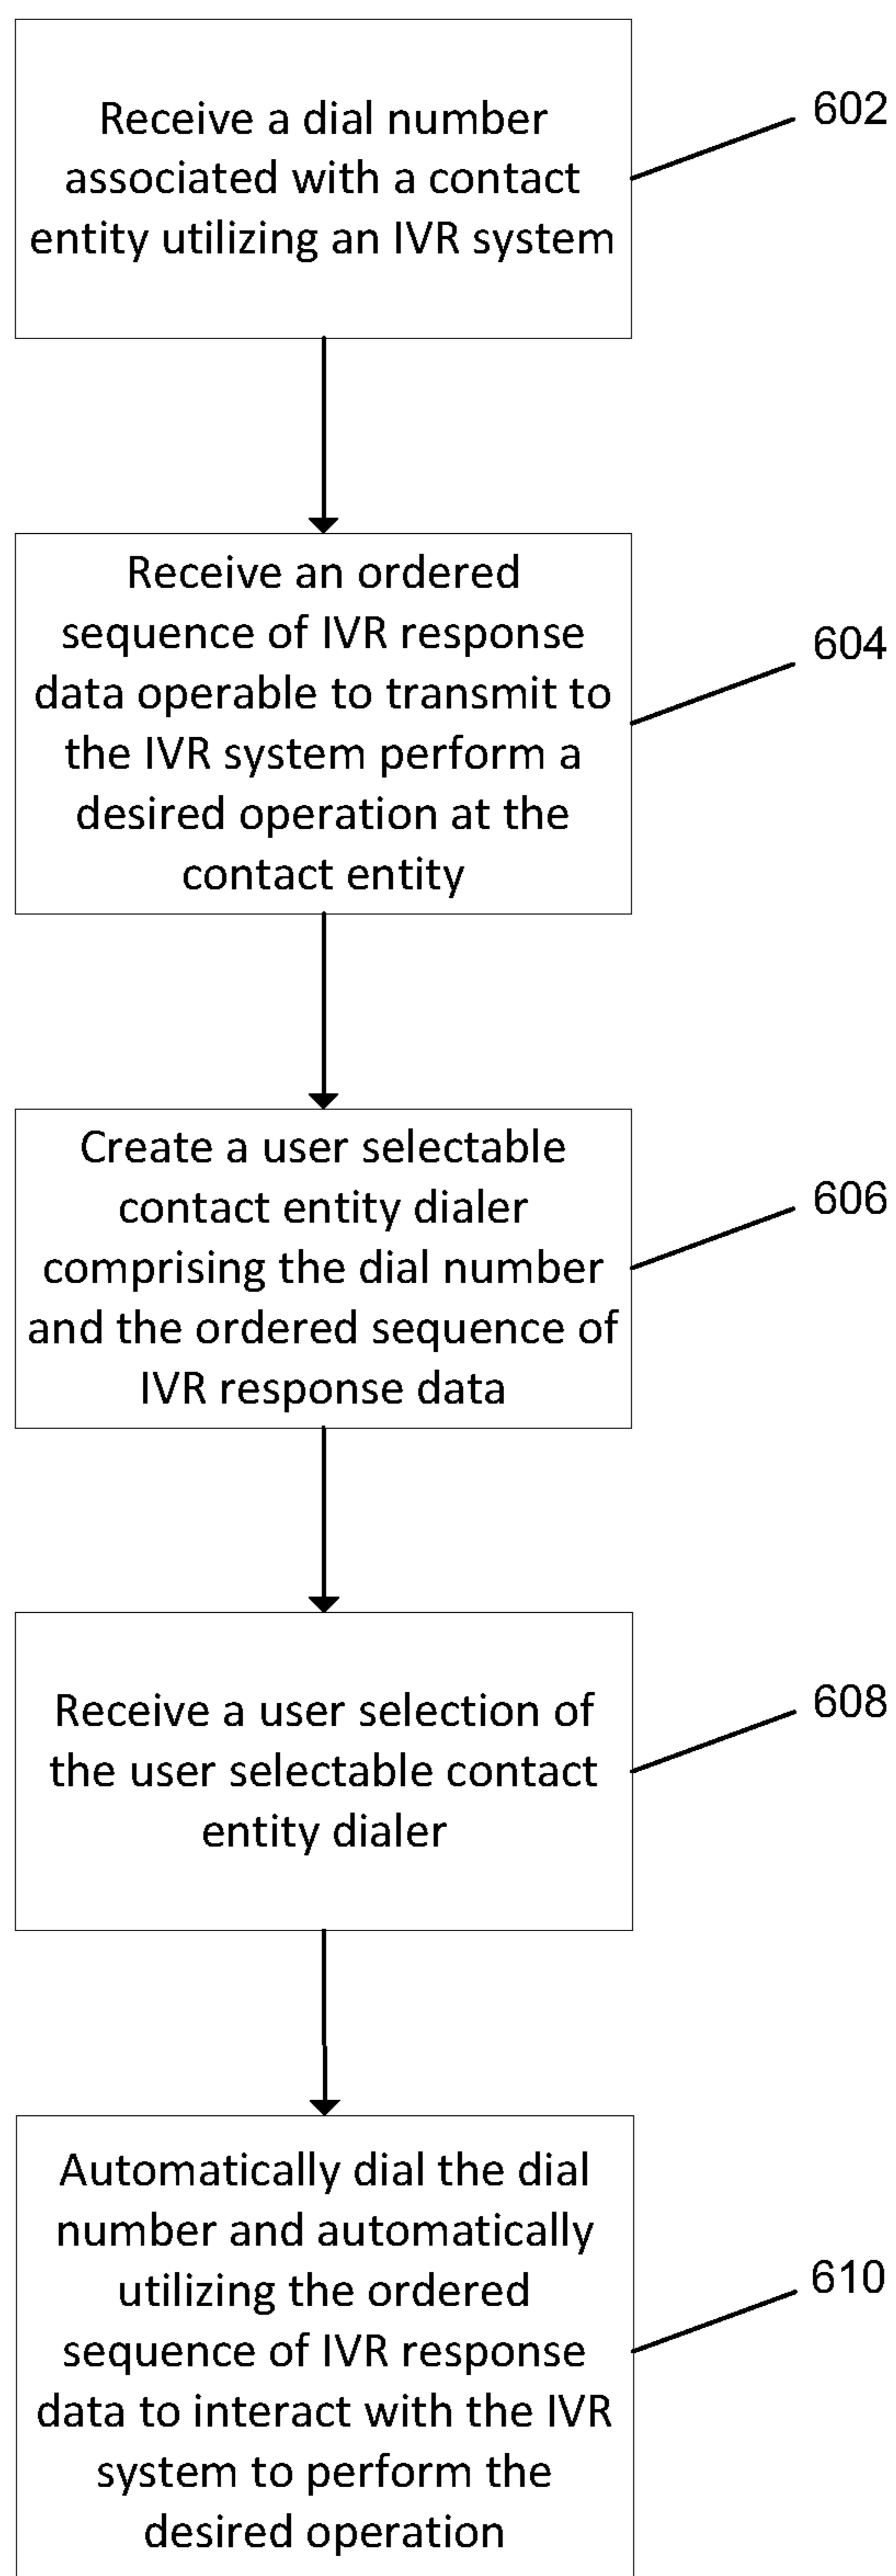 Receive a dial number
associated with a contact
entity utilizing an IVR system
602
Receive an ordered
sequence of IVR response
data operable to transmit to
the IVR system perform a
desired operation at the
contact entity
604
Create a user selectable
contact entity dialer
comprising the dial number
and the ordered sequence of
IVR response data
606
Receive a user selection of
the user selectable contact
entity dialer
608
Automatically dial the dial
number and automatically
utilizing the ordered
sequence of IVR response
data to interact with the IVR
system to perform the
desired operation
610